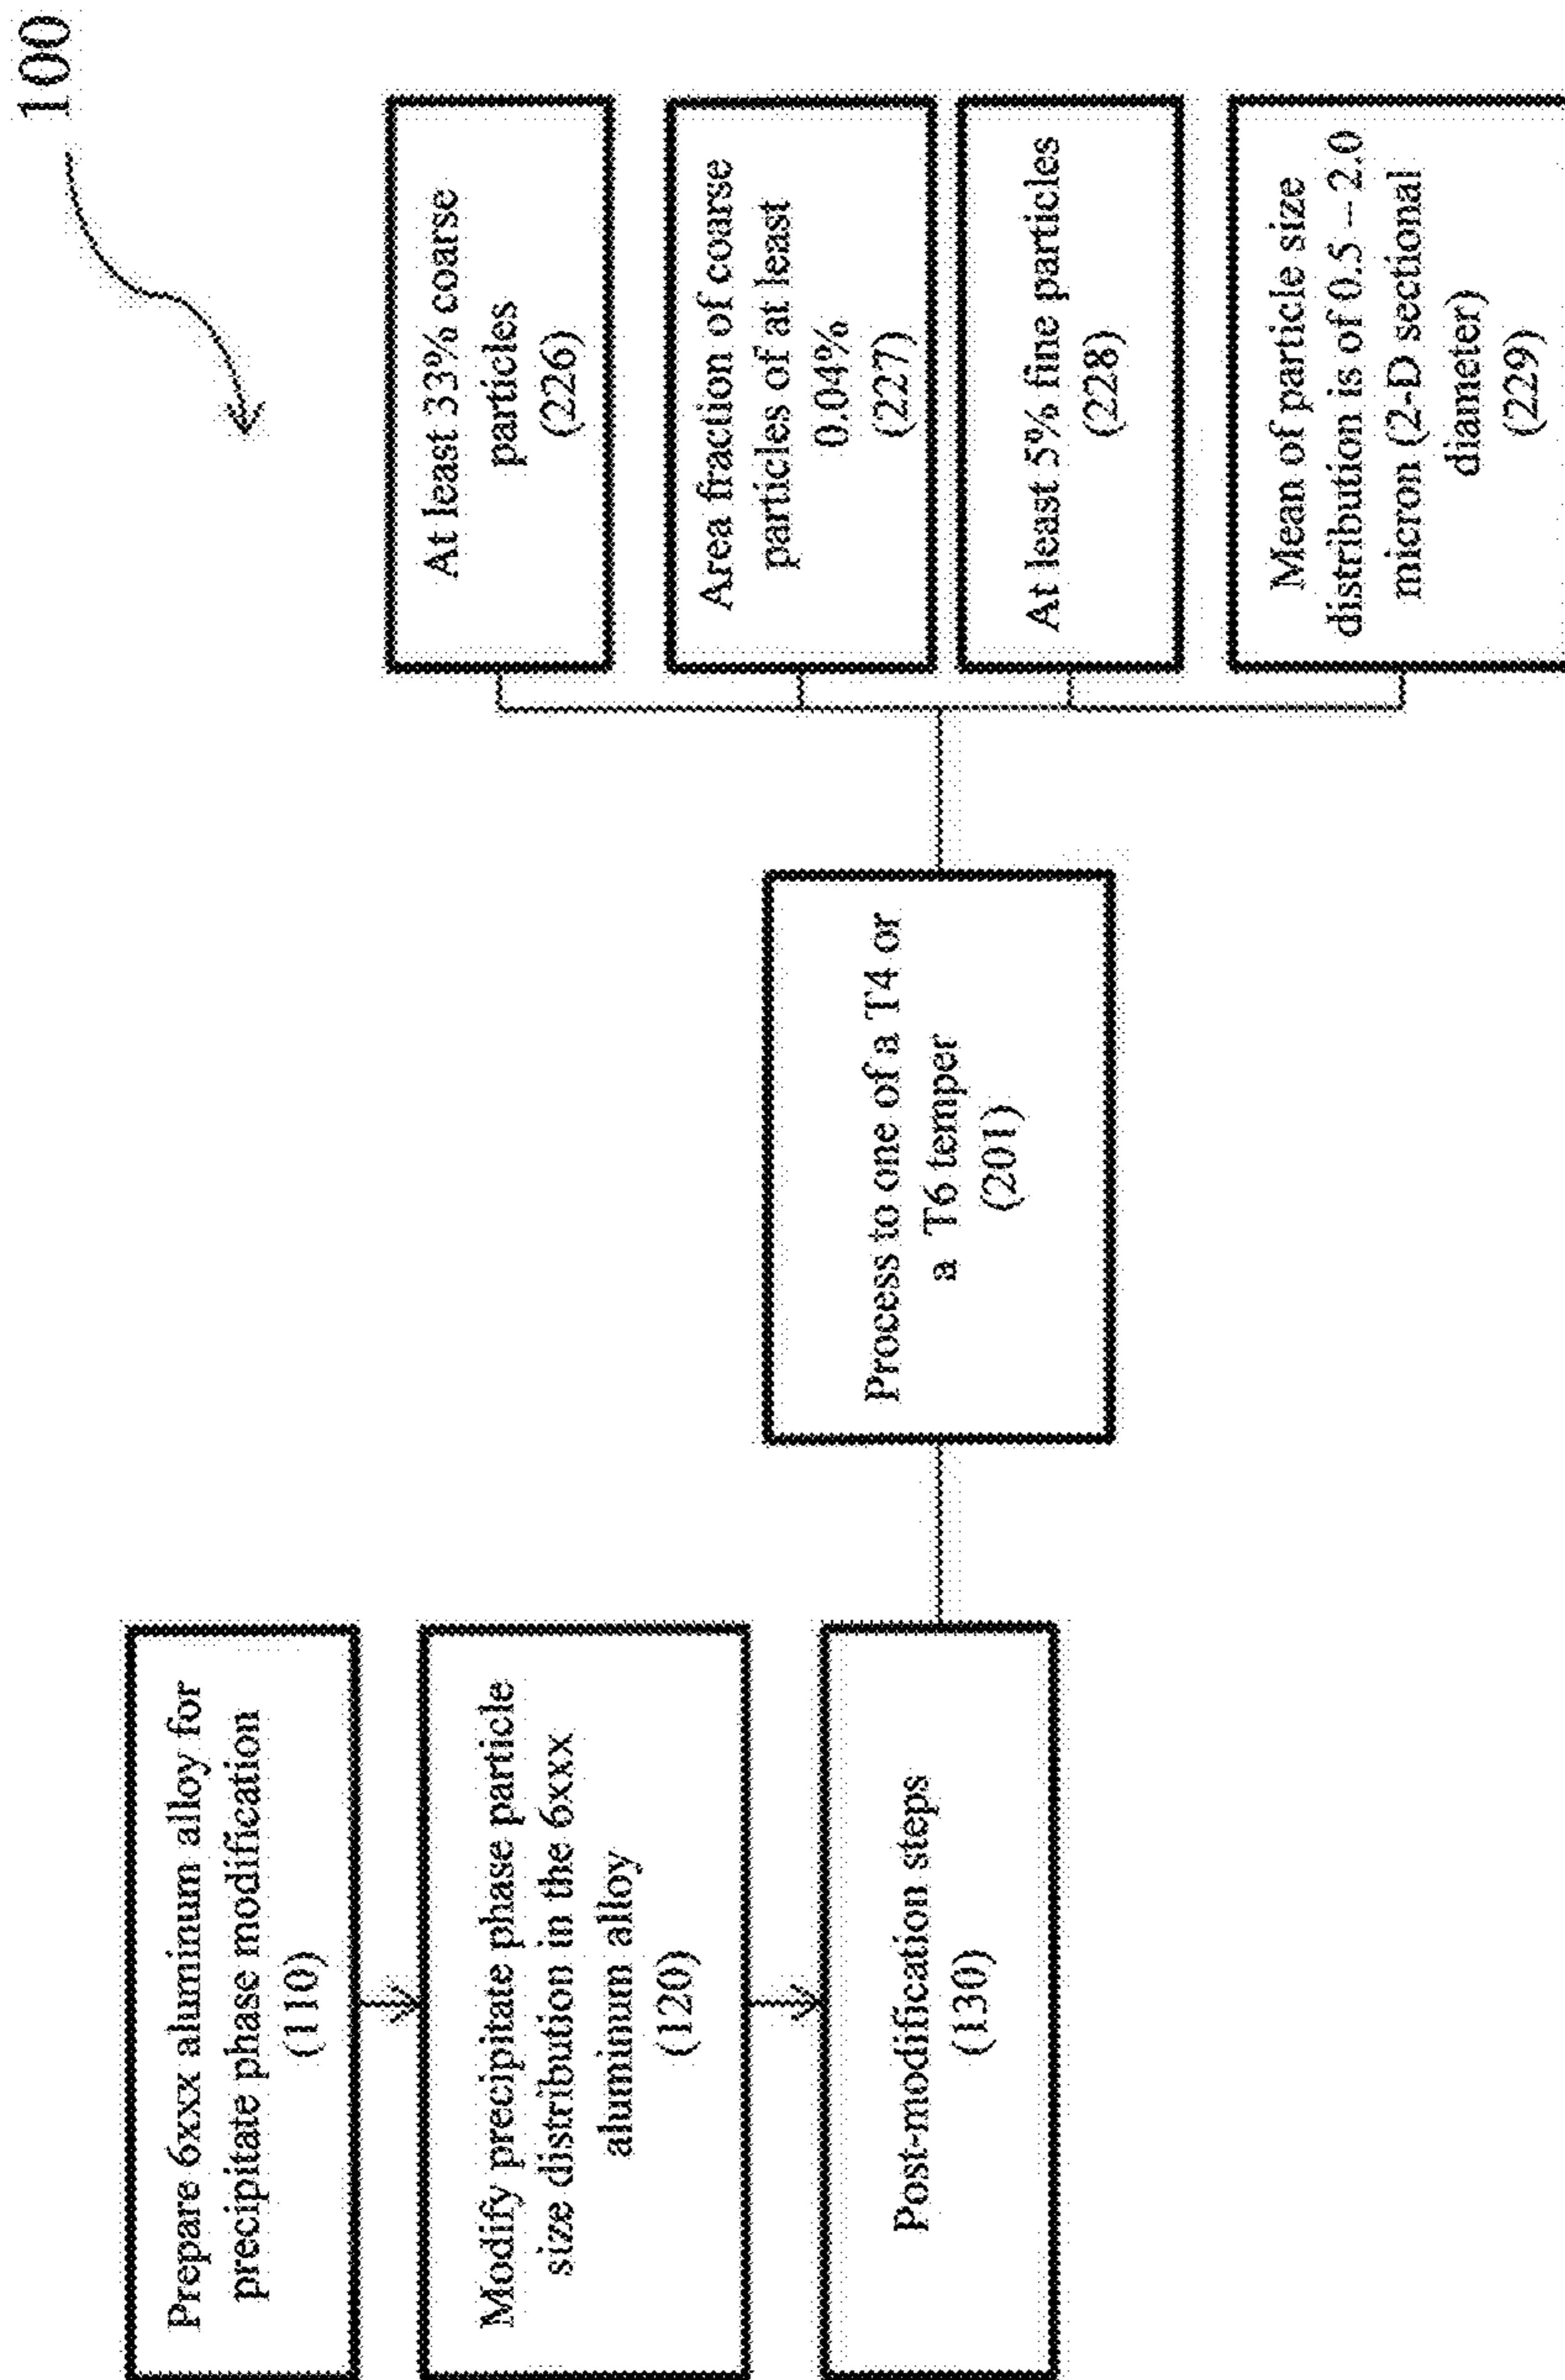 100
Prepare 6xxx aluminum alloy for
precipitate phase modification
(110)
Modify precipitate phase particle
size distribution in the 6xxx
aluminum alloy
(120)
Post-modification steps
(130)
Process to one of a T4 or
a T6 temper
(201)
At least 33% coarse
particles
(226)
Area fraction of coarse
particles of at least
0.04%
(227)
At least 5% fine particles
(228)
Mean of particle size
distribution is of 0.5 – 2.0
micron (2-D sectional
diameter)
(229)